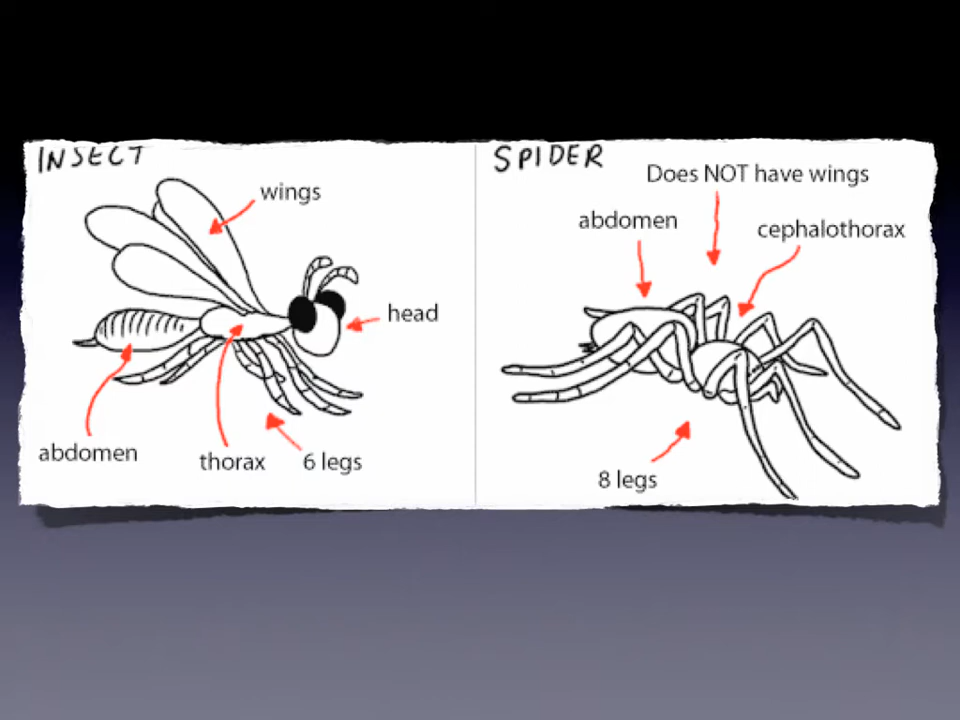 INSECT
wings
head
abdomen
thorax
6 legs
SPIDER
Does NOT have wings
abdomen
cephalothorax
8 legs